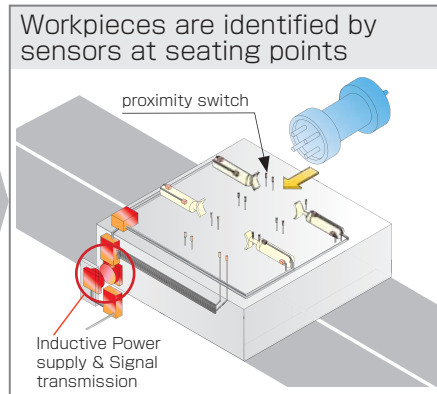 Workpieces are identified by
sensors at seating points
proximity switch
Inductive Power
supply & Signal
transmission